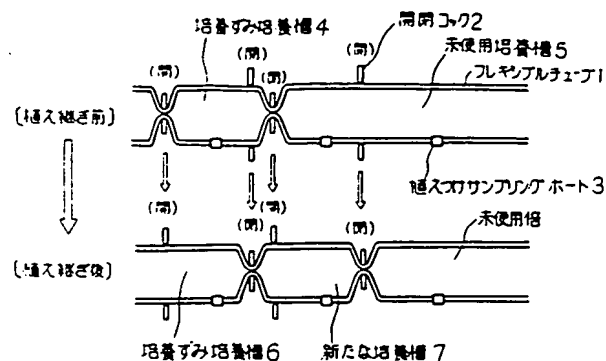 培養ずみ培養槽4
開閉コック2
未使用培養槽5
(閉)
(開)
(閉)
(開)
フレキシブルチューブ1
〔植え継ぎ前〕
植えつけサンプリングポート3
(開)
(閉)
(開)
(閉)
未使用培
〔植え継ぎ後〕
培養ずみ培養槽6
新たな培養槽7